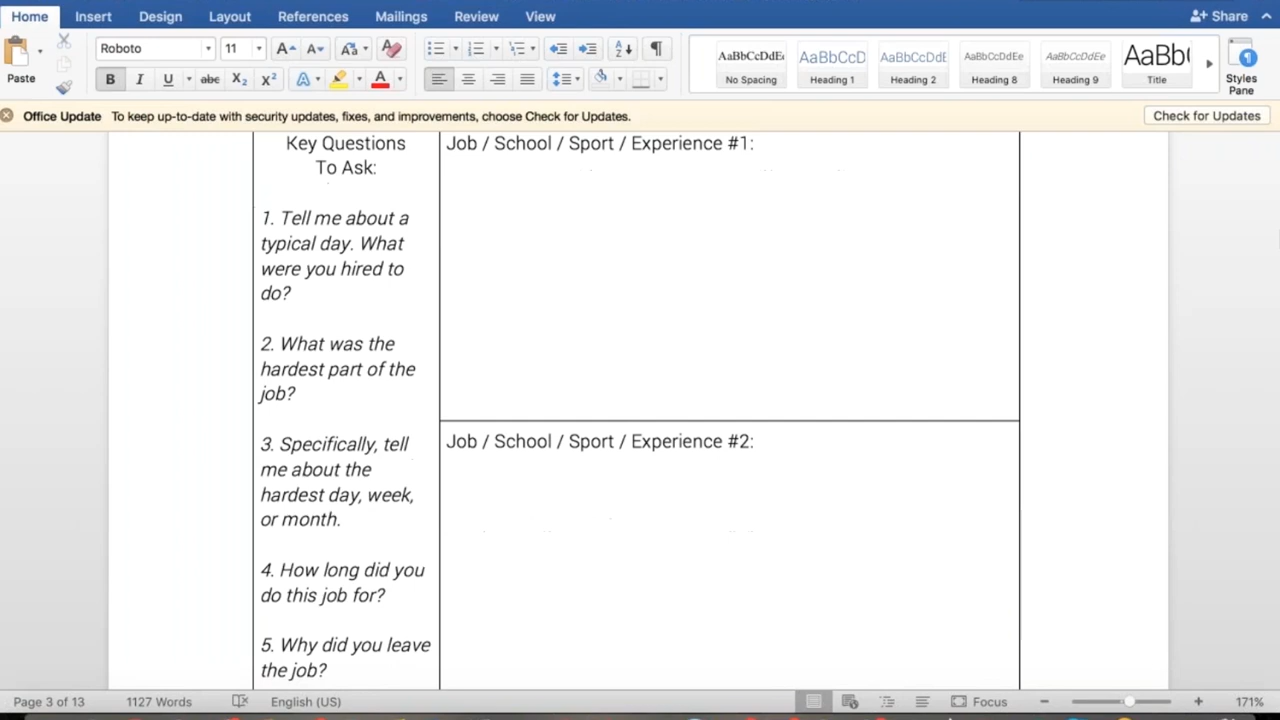 Home Insert Design Layout References Mailings Review View Share
Roboto 11
Paste
AaBbCcDdEe AaBbCcD AaBbCcDdE AaBbCcDdEe AaBbCcDdEe AaBb(
No Spacing Heading 1 Heading 2 Heading 8 Heading 9 Title
Styles
Pane
Office Update To keep up-to-date with security updates, fixes, and improvements, choose Check for Updates. Check for Updates
Key Questions
To Ask:
1. Tell me about a
typical day. What
were you hired to
do?
2. What was the
hardest part of the
job?
3. Specifically, tell
me about the
hardest day, week,
or month.
4. How long did you
do this job for?
5. Why did you leave
the job?
Job / School / Sport / Experience #1:
Job / School / Sport / Experience #2:
Page 3 of 13 1127 Words English (US) Focus 171%